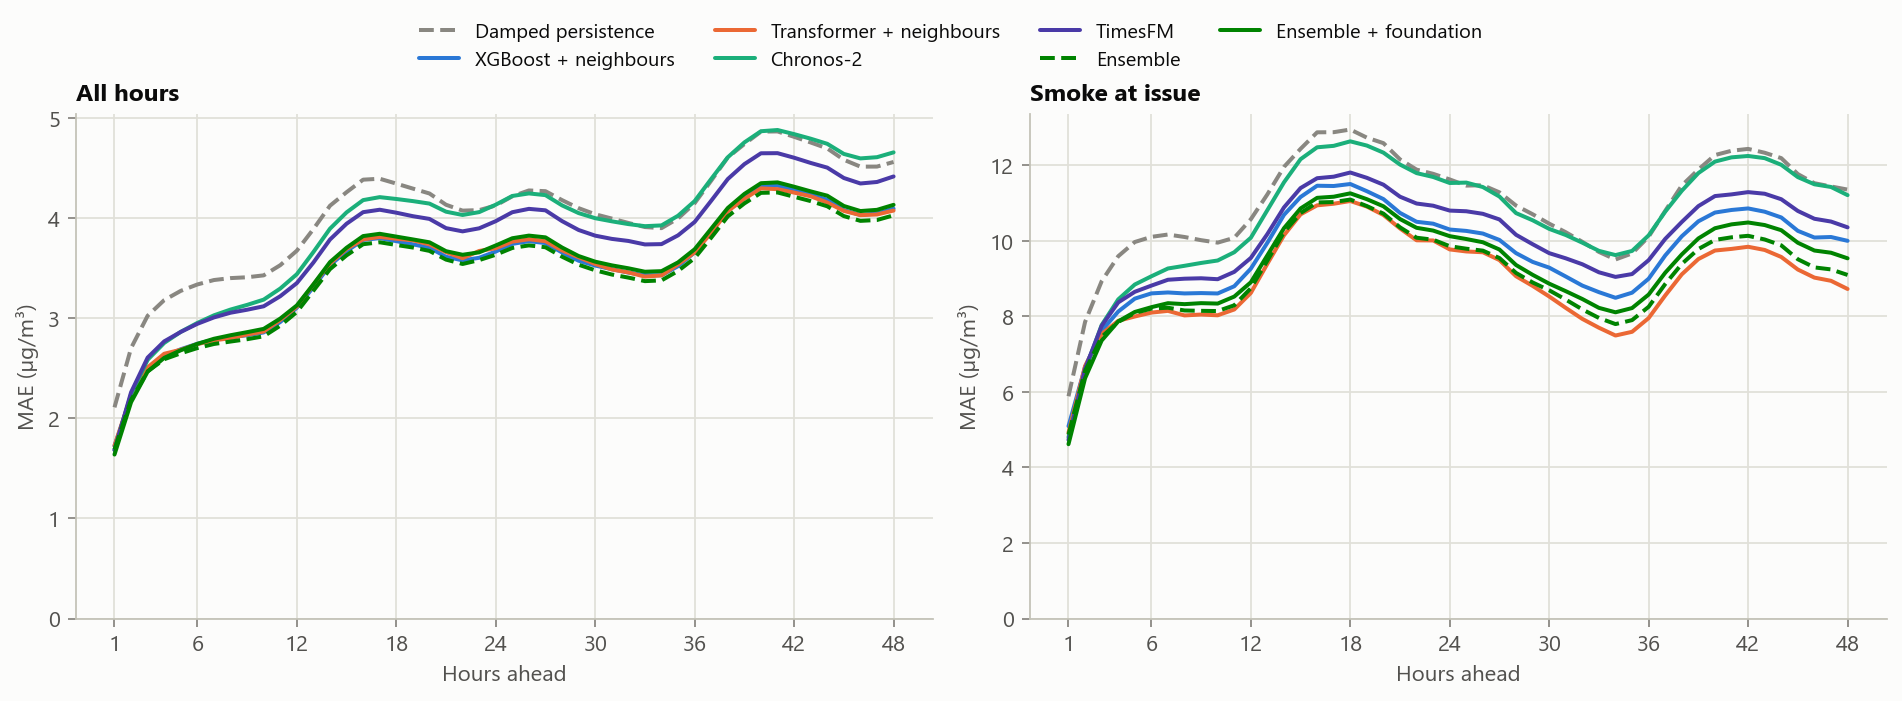 Damped persistence
XGBoost + neighbours
Transformer + neighbours
Chronos-2
TimesFM
Ensemble
Ensemble + foundation
All hours
MAE (µg/m³)
5
4
3
2
1
0
1 6 12 18 24 30 36 42 48
Hours ahead
Smoke at issue
MAE (µg/m³)
12
10
8
6
4
2
0
1 6 12 18 24 30 36 42 48
Hours ahead